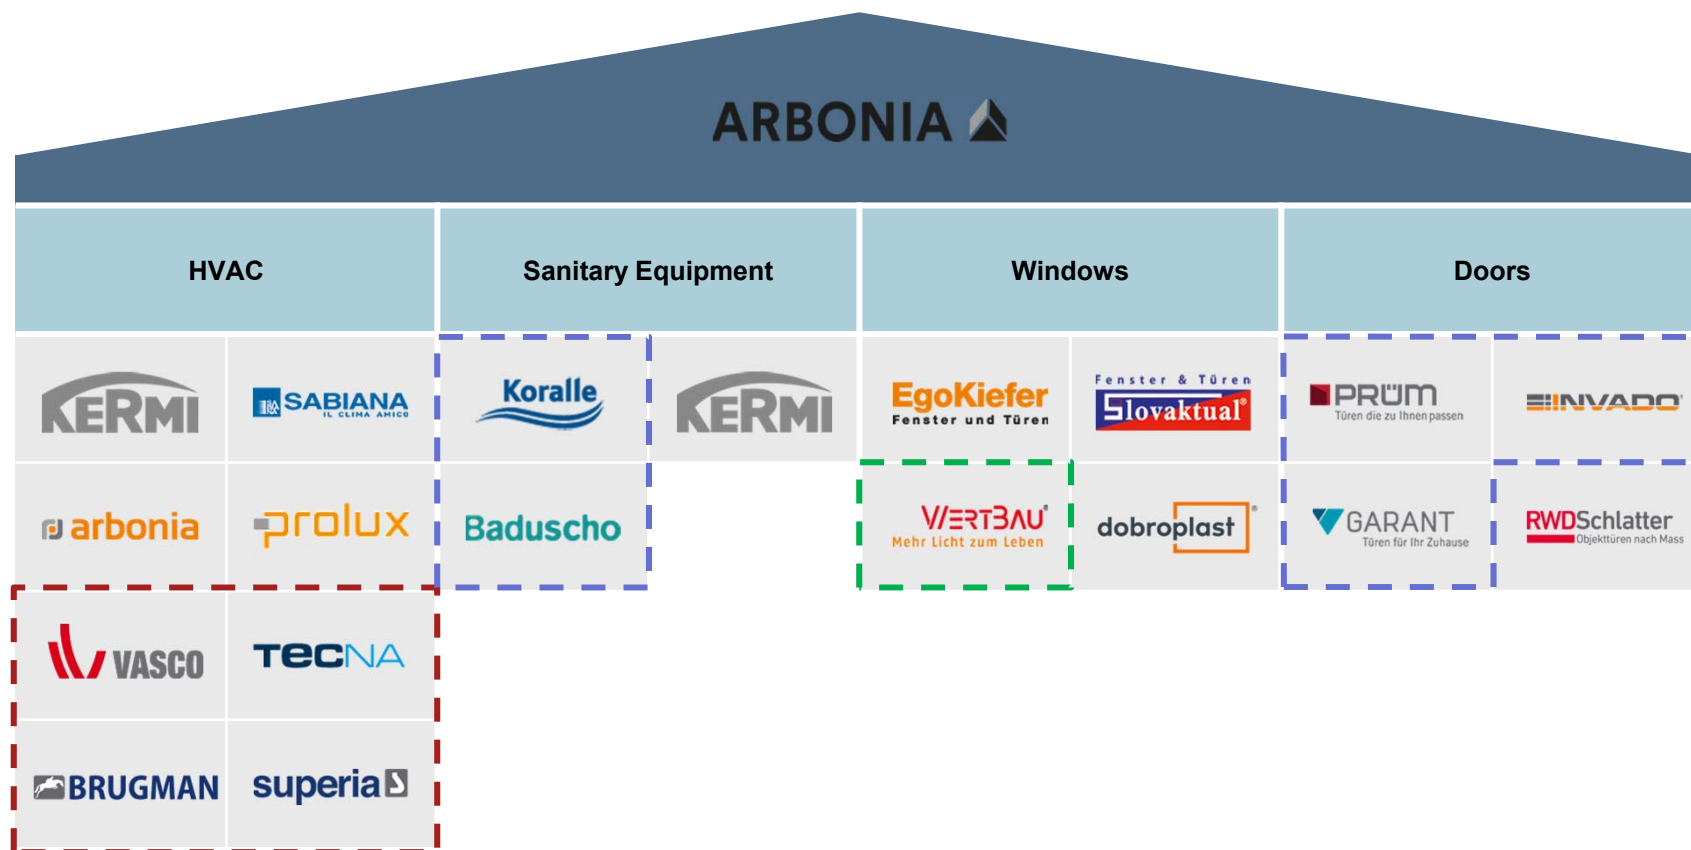 ARBONIA
HVAC
Sanitary Equipment
Windows
Doors
KERMI
SABIANA
IL CLIMA AMICO
Koralle
KERMI
EgoKiefer
Fenster und Türen
Fenster & Türen
Slovaktual®
PRÜM
Türen die zu Ihnen passen
INVADO
arbonia
prolux
Baduscho
WERTBAU®
Mehr Licht zum Leben
dobroplast®
GARANT
Türen für Ihr Zuhause
RWDSchlatter
Objekttüren nach Mass
VASCO
TECNA
BRUGMAN
superia